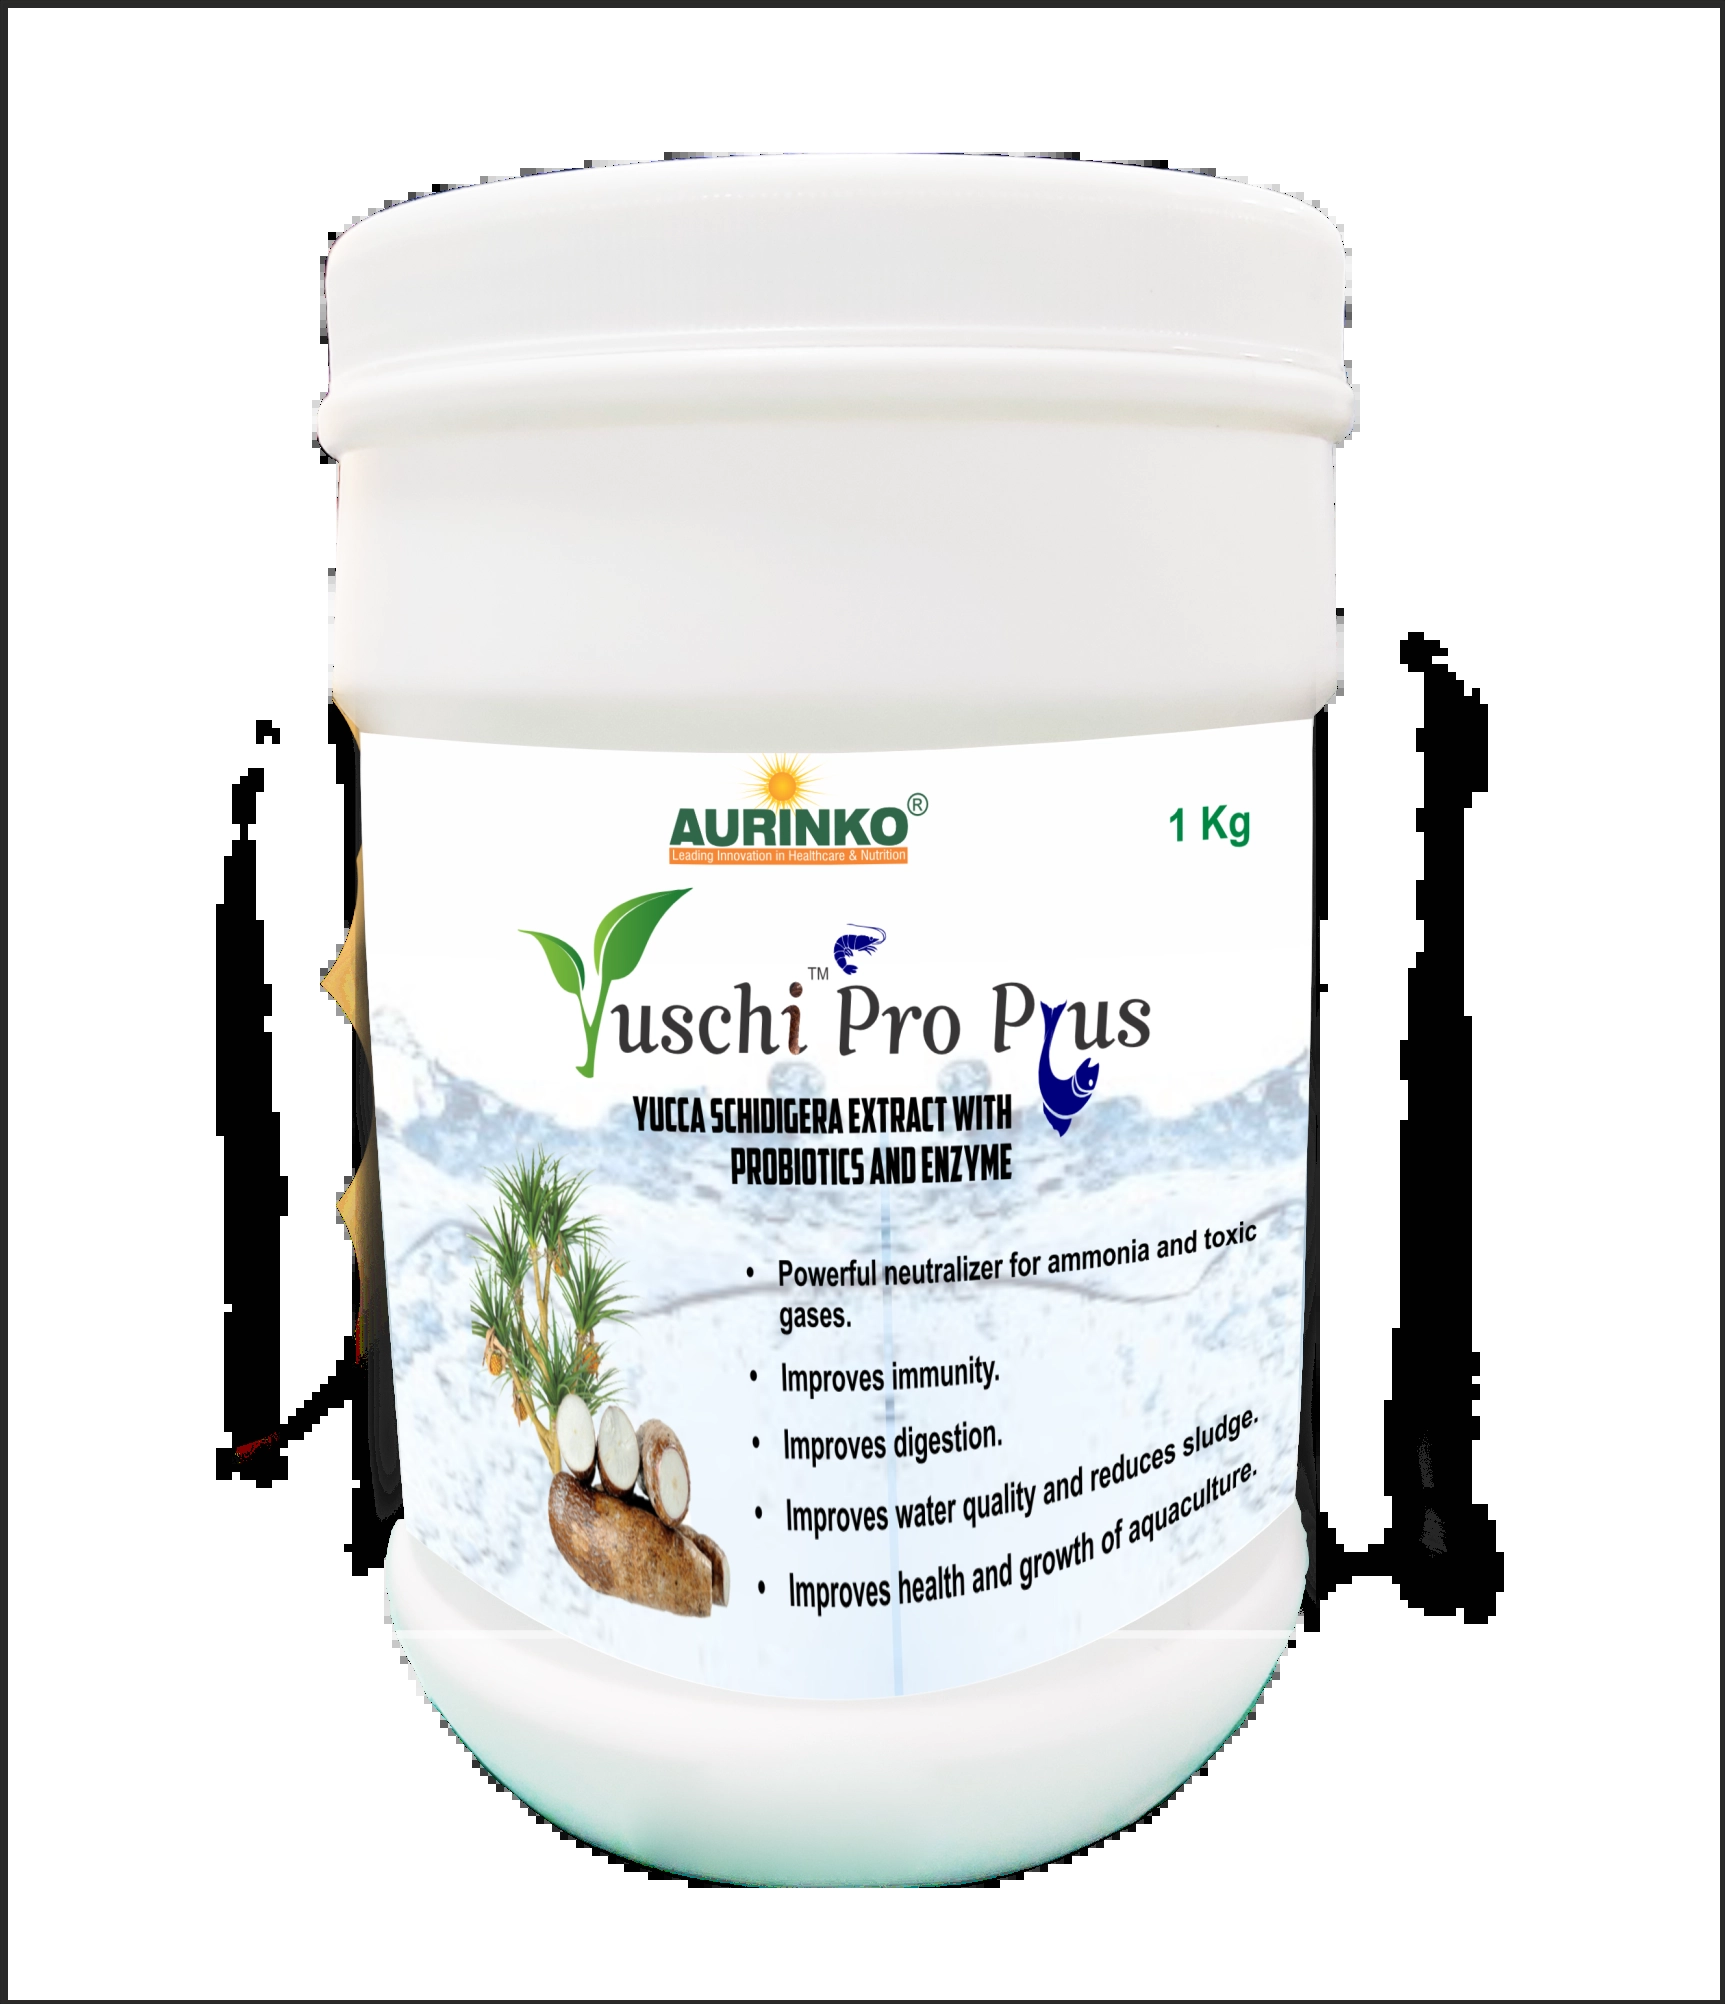 AURINKO®
Leading Innovation in Healthcare & Nutrition
1 Kg
Yuschi™ Pro Plus
YUCCA SCHIDIGERA EXTRACT WITH
PROBIOTICS AND ENZYME
• Powerful neutralizer for ammonia and toxic
gases.
• Improves immunity.
• Improves digestion.
• Improves water quality and reduces sludge.
• Improves health and growth of aquaculture.